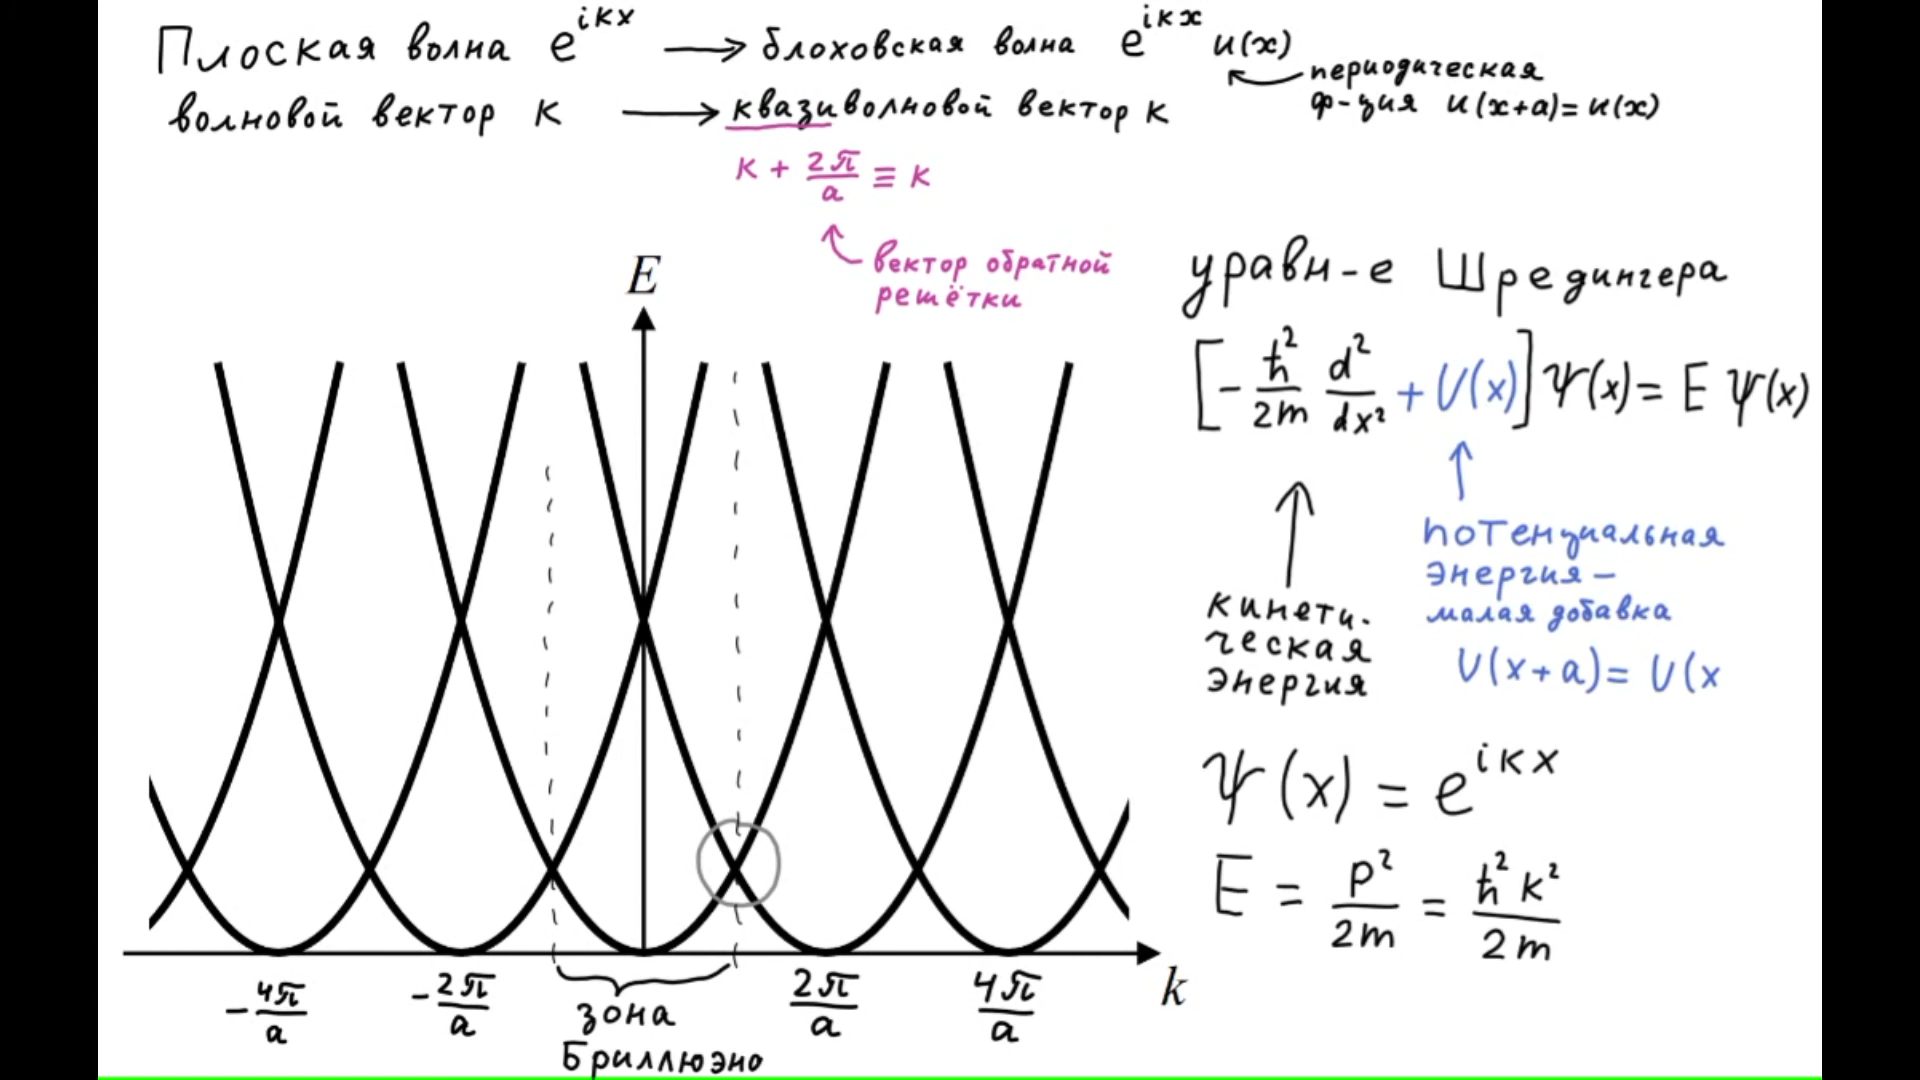 Плоская волна e^{ikx} → блоховская волна e^{ikx} u(x)
периодическая
ф-ция u(x+a)=u(x)
волновой вектор k → квазиволновой вектор k
k + 2π/a ≡ k
вектор обратной
решётки
E
уравн-е Шредингера
[-ħ²/2m d²/dx² + U(x)]Ψ(x) = E Ψ(x)
потенциальная
энергия –
малая добавка
U(x+a) = U(x
кинети-
ческая
энергия
Ψ(x) = e^{ikx}
E = p²/2m = ħ²k²/2m
-4π/a -2π/a 2π/a 4π/a k
зона
Бриллюэна